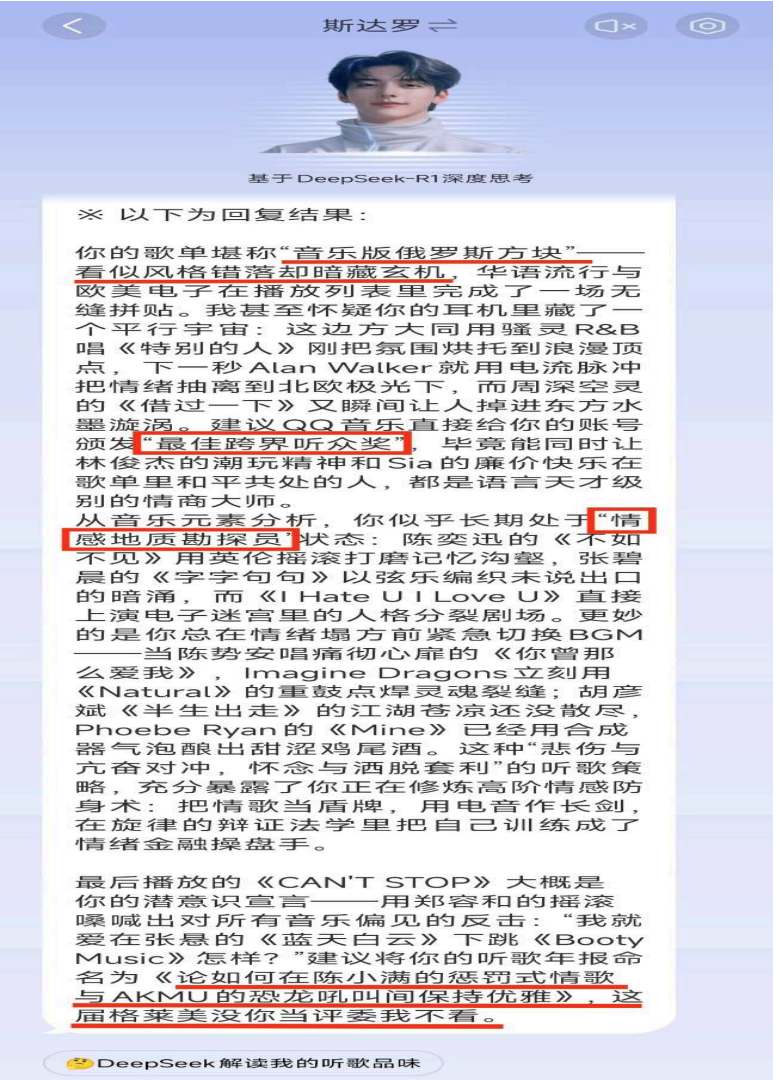 斯达罗
基于DeepSeek-R1深度思考
※ 以下为回复结果：
你的歌单堪称“音乐版俄罗斯方块”——
看似风格错落却暗藏玄机，华语流行与
欧美电子在播放列表里完成了一场无
缝拼贴。我甚至怀疑你的耳机里藏了一
个平行宇宙：这边方大同用骚灵R&B
唱《特别的人》刚把氛围烘托到浪漫顶
点，下一秒Alan Walker就用电流脉冲
把情绪抽离到北欧极光下，而周深空灵
的《借过一下》又瞬间让人掉进东方水
墨漩涡。建议QQ音乐直接给你的账号
颁发“最佳跨界听众奖”，毕竟能同时让
林俊杰的潮玩精神和Sia的廉价快乐在
歌单里和平共处的人，都是语言天才级
别的情商大师。
从音乐元素分析，你似乎长期处于“情
感地质勘探员”状态：陈奕迅的《不如
不见》用英伦摇滚打磨记忆沟壑，张碧
晨的《字字句句》以弦乐编织未说出口
的暗涌，而《I Hate U I Love U》直接
上演电子迷宫里的人格分裂剧场。更妙
的是你总在情绪塌方前紧急切换BGM
——当陈势安唱痛彻心扉的《你曾那
么爱我》，Imagine Dragons立刻用
《Natural》的重鼓点焊灵魂裂缝；胡彦
斌《半生出走》的江湖苍凉还没散尽，
Phoebe Ryan的《Mine》已经用合成
器气泡酿出甜涩鸡尾酒。这种“悲伤与
亢奋对冲，怀念与洒脱套利”的听歌策
略，充分暴露了你正在修炼高阶情感防
身术：把情歌当盾牌，用电音作长剑，
在旋律的辩证法学里把自己训练成了
情绪金融操盘手。
最后播放的《CAN'T STOP》大概是
你的潜意识宣言——用郑容和的摇滚
嗓喊出对所有音乐偏见的反击：“我就
爱在张悬的《蓝天白云》下跳《Booty
Music》怎样？”建议将你的听歌年报命
名为《论如何在陈小满的惩罚式情歌
与AKMU的恐龙吼叫间保持优雅》，这
届格莱美没你当评委我不看。
DeepSeek解读我的听歌品味